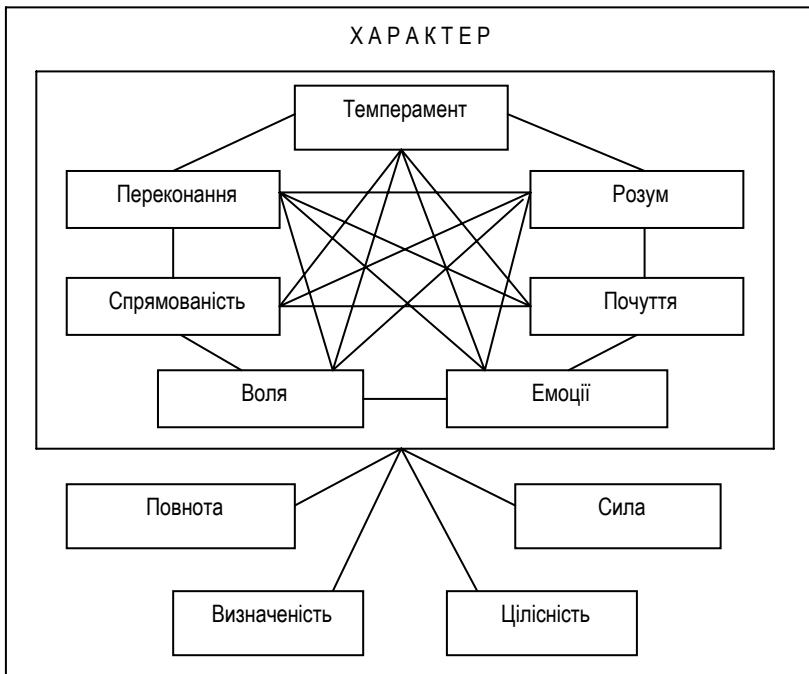 ХАРАКТЕР
Темперамент
Переконання
Розум
Спрямованість
Почуття
Воля
Емоції
Повнота
Сила
Визначеність
Цілісність